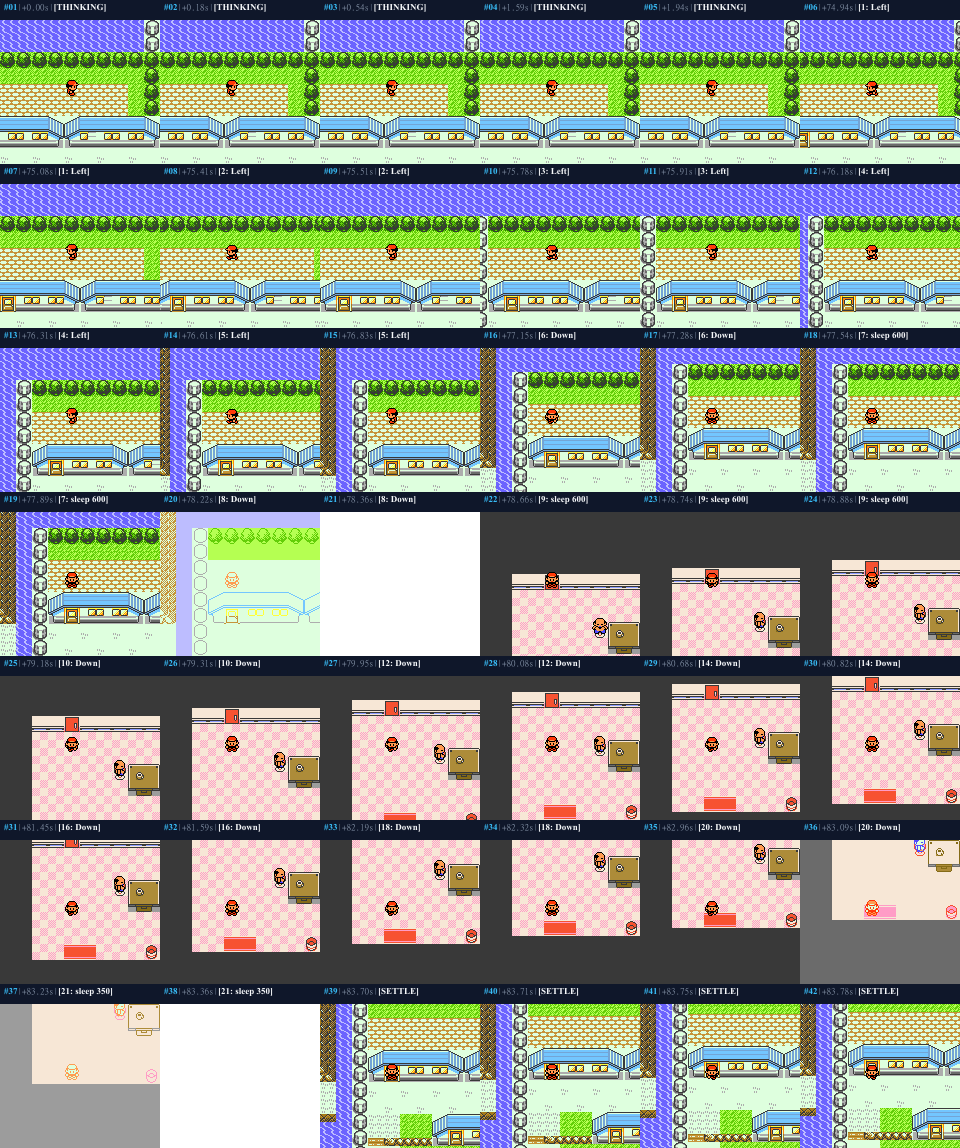 #01|+0.00s|[THINKING] #02|+0.18s|[THINKING] #03|+0.54s|[THINKING] #04|+1.59s|[THINKING] #05|+1.94s|[THINKING] #06|+74.94s|[1: Left]
#07|+75.08s|[1: Left] #08|+75.41s|[2: Left] #09|+75.51s|[2: Left] #10|+75.78s|[3: Left] #11|+75.91s|[3: Left] #12|+76.18s|[4: Left]
#13|+76.31s|[4: Left] #14|+76.61s|[5: Left] #15|+76.83s|[5: Left] #16|+77.15s|[6: Down] #17|+77.28s|[6: Down] #18|+77.54s|[7: sleep 600]
#19|+77.89s|[7: sleep 600] #20|+78.22s|[8: Down] #21|+78.36s|[8: Down] #22|+78.66s|[9: sleep 600] #23|+78.74s|[9: sleep 600] #24|+78.88s|[9: sleep 600]
#25|+79.18s|[10: Down] #26|+79.31s|[10: Down] #27|+79.95s|[12: Down] #28|+80.08s|[12: Down] #29|+80.68s|[14: Down] #30|+80.82s|[14: Down]
#31|+81.45s|[16: Down] #32|+81.59s|[16: Down] #33|+82.19s|[18: Down] #34|+82.32s|[18: Down] #35|+82.96s|[20: Down] #36|+83.09s|[20: Down]
#37|+83.23s|[21: sleep 350] #38|+83.36s|[21: sleep 350] #39|+83.70s|[SETTLE] #40|+83.71s|[SETTLE] #41|+83.75s|[SETTLE] #42|+83.78s|[SETTLE]